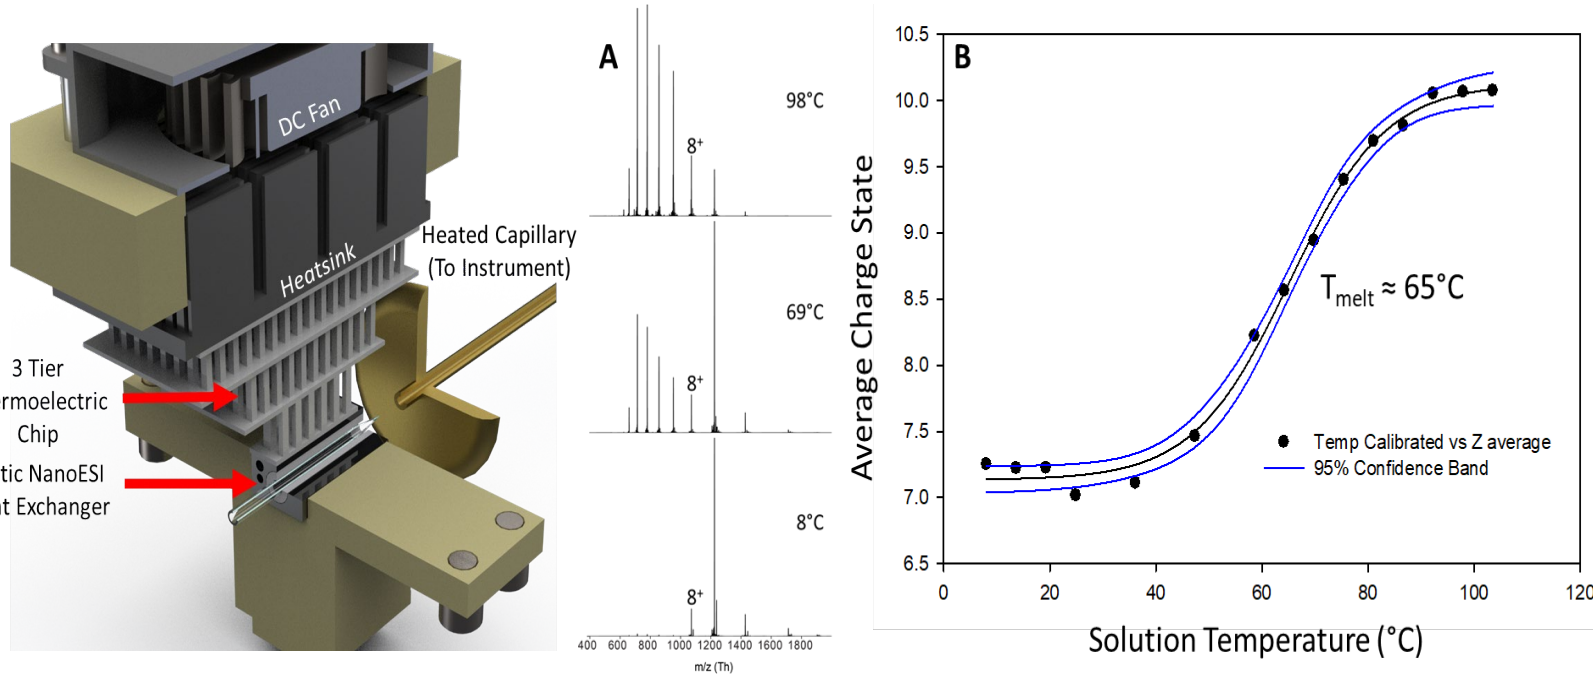 DC Fan
Heatsink
Heated Capillary
(To Instrument)
3 Tier
ermoelectric
Chip
tic NanoESI
t Exchanger
A
98°C
8+
69°C
8+
8°C
8+
400 600 800 1000 1200 1400 1600 1800
m/z (Th)
B
Average Charge State
10.5
10.0
9.5
9.0
8.5
8.0
7.5
7.0
6.5
Tmelt ≈ 65°C
Temp Calibrated vs Z average
95% Confidence Band
0 20 40 60 80 100 120
Solution Temperature (°C)